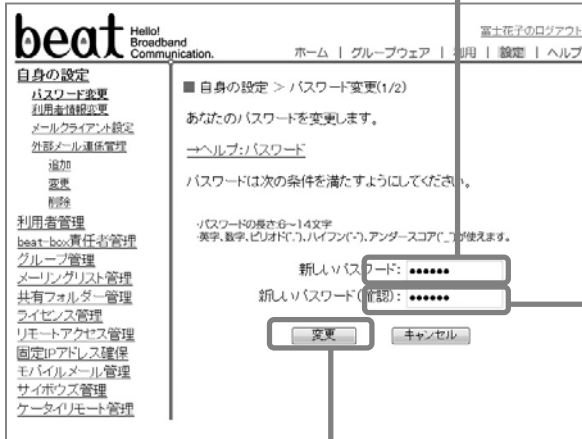 beat Hello!
Broadband
Communication.
富士花子のログアウト
ホーム | グループウェア | 利用 | 設定 | ヘルプ
自身の設定
パスワード変更
利用者情報変更
メールクライアント設定
外部メール連係管理
追加
変更
削除
利用者管理
beat-box責任者管理
グループ管理
メーリングリスト管理
共有フォルダー管理
ライセンス管理
リモートアクセス管理
固定IPアドレス確保
モバイルメール管理
サイボウズ管理
ケータイリモート管理
■ 自身の設定 > パスワード変更(1/2)
あなたのパスワードを変更します。
→ヘルプ:パスワード
パスワードは次の条件を満たすようにしてください。
・パスワードの長さ:6~14文字
・英字、数字、ピリオド('.')、ハイフン('-')、アンダースコア('_')が使えます。
新しいパスワード: ●●●●●●
新しいパスワード(確認): ●●●●●●
変更 キャンセル